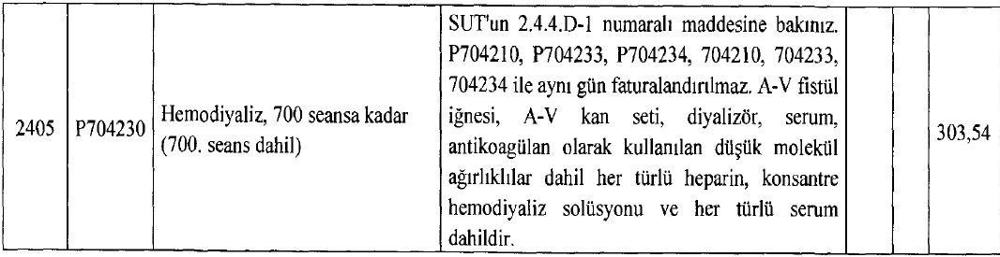 2405
P704230
Hemodiyaliz, 700 seansa kadar
(700. seans dahil)
SUT'un 2.4.4.D-1 numaralı maddesine bakınız.
P704210, P704233, P704234, 704210, 704233,
704234 ile aynı gün faturalandırılmaz. A-V fistül
iğnesi, A-V kan seti, diyalizör, serum,
antikoagülan olarak kullanılan düşük molekül
ağırlıklılar dahil her türlü heparin, konsantre
hemodiyaliz solüsyonu ve her türlü serum
dahildir.
303,54